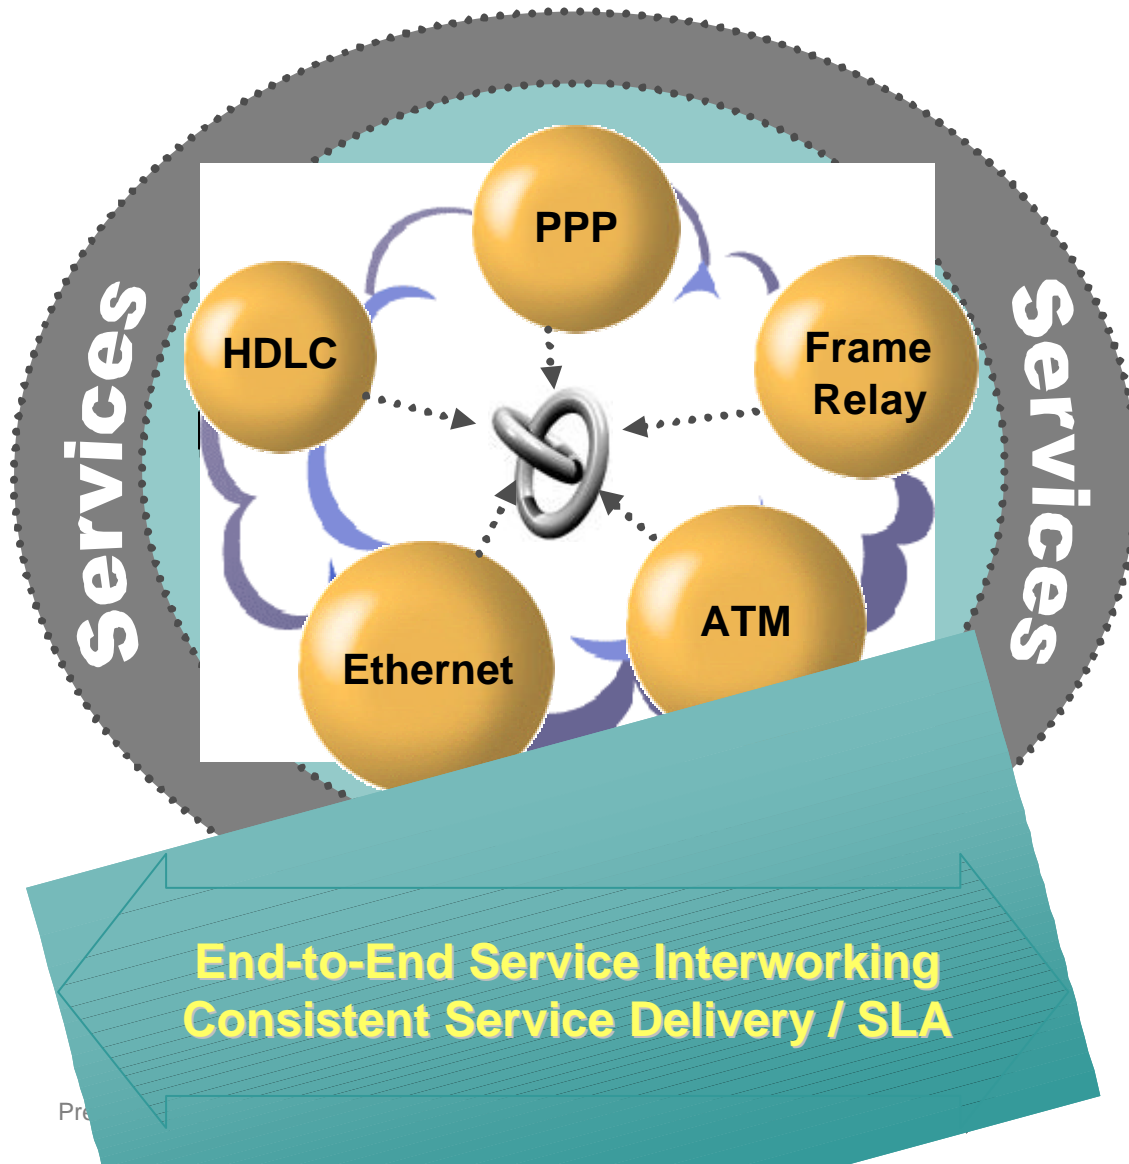 PPP
HDLC
Frame
Relay
Services
Services
ATM
Ethernet
End-to-End Service Interworking
Consistent Service Delivery / SLA